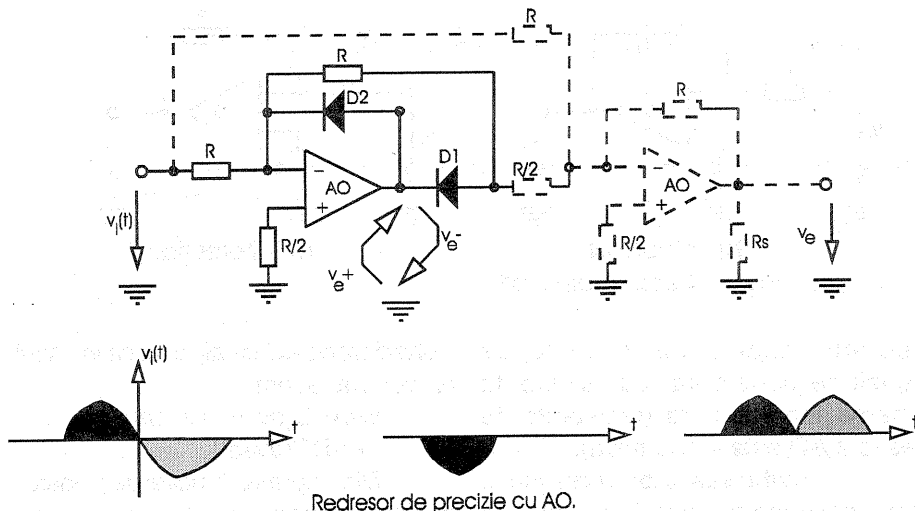 R
R
R
D2
D1
R
R/2
−
+
AO
−
+
AO
vi(t)
R/2
ve+
ve-
R/2
Rs
ve
vi(t)
t
t
t
Redresor de precizie cu AO.